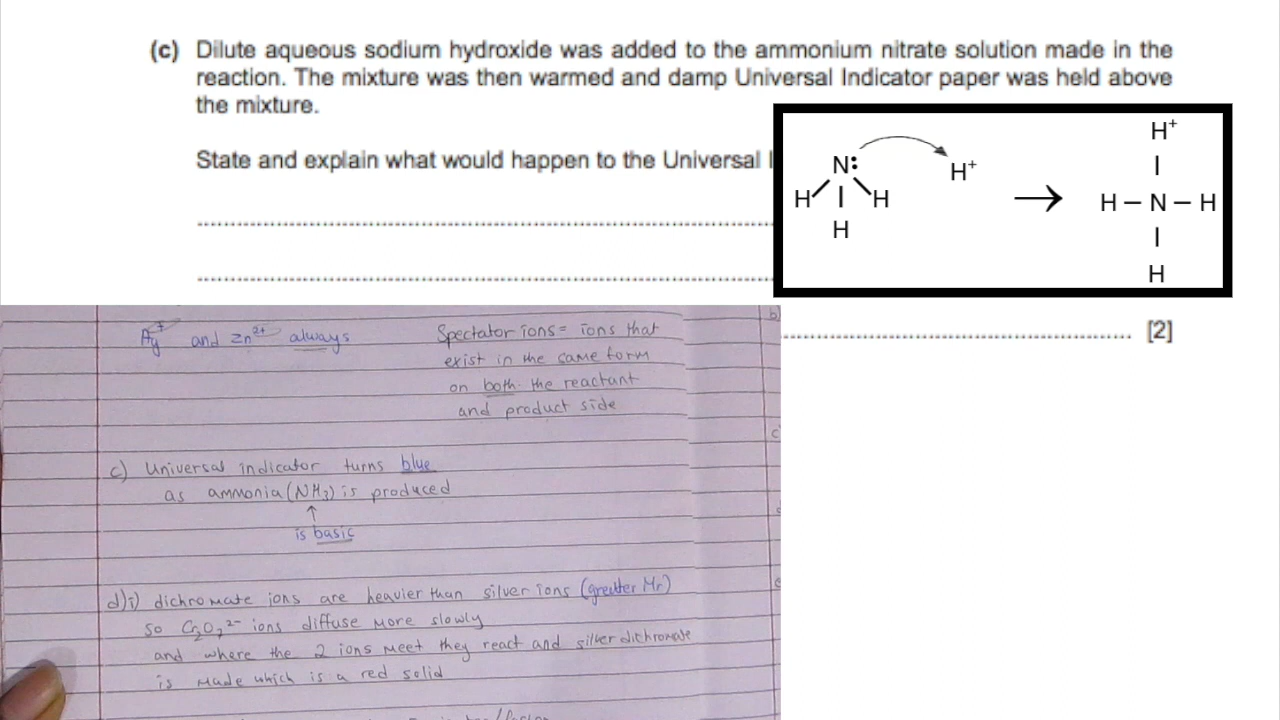 (c) Dilute aqueous sodium hydroxide was added to the ammonium nitrate solution made in the
reaction. The mixture was then warmed and damp Universal Indicator paper was held above
the mixture.
State and explain what would happen to the Universal I
[2]
N:
H H
H
H⁺
→
H⁺
|
H – N – H
|
H
Ag⁺ and Zn²⁺ always
Spectator ions = ions that
exist in the same form
on both the reactant
and product side
c) Universal indicator turns blue
as ammonia (NH₃) is produced
↑
is basic
d)i) dichromate ions are heavier than silver ions (greater Mr)
so Cr₂O₇²⁻ ions diffuse more slowly
and where the 2 ions meet they react and silver dichromate
is made which is a red solid